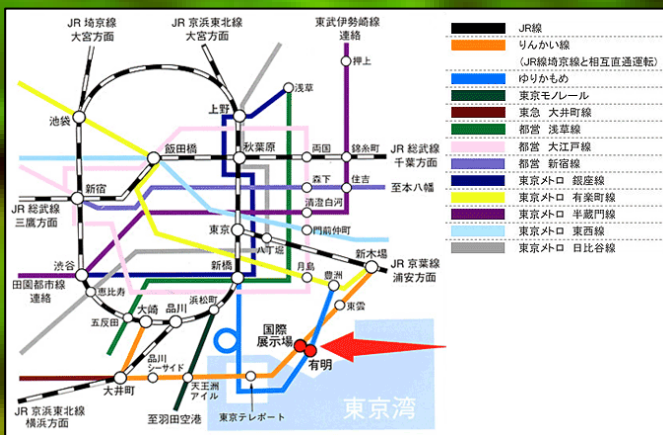 JR 埼京線
大宮方面
JR 京浜東北線
大宮方面
東武伊勢崎線
連絡
押上
浅草
上野
池袋
飯田橋
秋葉原
両国
錦糸町
JR 総武線
千葉方面
新宿
森下
住吉
至本八幡
JR 総武線
三鷹方面
清澄白河
東京
門前仲町
八丁堀
新木場
JR 京葉線
浦安方面
渋谷
新橋
田園都市線
連絡
月島
豊洲
恵比寿
浜松町
品川
大崎
五反田
東雲
国際
展示場
有明
品川
シーサイド
大井町
天王洲
アイル
東京テレポート
東京湾
JR 京浜東北線
横浜方面
至羽田空港
JR線
りんかい線
(JR線埼京線と相互直通運転)
ゆりかもめ
東京モノレール
東急 大井町線
都営 浅草線
都営 大江戸線
都営 新宿線
東京メトロ 銀座線
東京メトロ 有楽町線
東京メトロ 半蔵門線
東京メトロ 東西線
東京メトロ 日比谷線